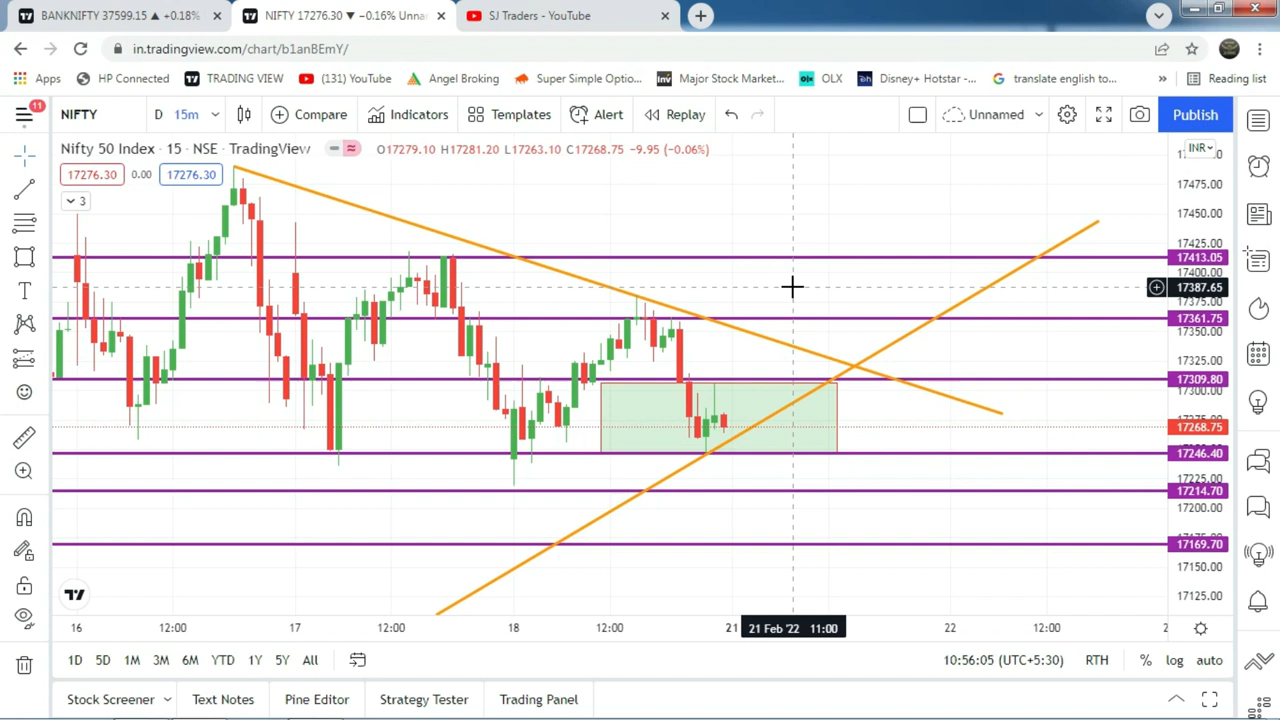 BANKNIFTY 37599.15 ▲ +0.18%
NIFTY 17276.30 ▼ −0.16% Unna
SJ Traders - YouTube
in.tradingview.com/chart/b1anBEmY/
Apps
HP Connected
TRADING VIEW
(131) YouTube
Angel Broking
Super Simple Optio...
Major Stock Market...
OLX
Disney+ Hotstar -...
translate english to...
Reading list
11
NIFTY
D
15m
Compare
Indicators
Templates
Alert
Replay
Unnamed
Publish
Nifty 50 Index · 15 · NSE · TradingView
O17279.10 H17281.20 L17263.10 C17268.75 −9.95 (−0.06%)
INR
17276.30
0.00
17276.30
3
17475.00
17450.00
17425.00
17413.05
17400.00
17387.65
17375.00
17361.75
17350.00
17325.00
17309.80
17300.00
17268.75
17246.40
17225.00
17214.70
17200.00
17169.70
17150.00
17125.00
16
12:00
17
12:00
18
12:00
21
21 Feb '22 11:00
22
12:00
1D
5D
1M
3M
6M
YTD
1Y
5Y
All
10:56:05 (UTC+5:30)
RTH
%
log
auto
Stock Screener
Text Notes
Pine Editor
Strategy Tester
Trading Panel